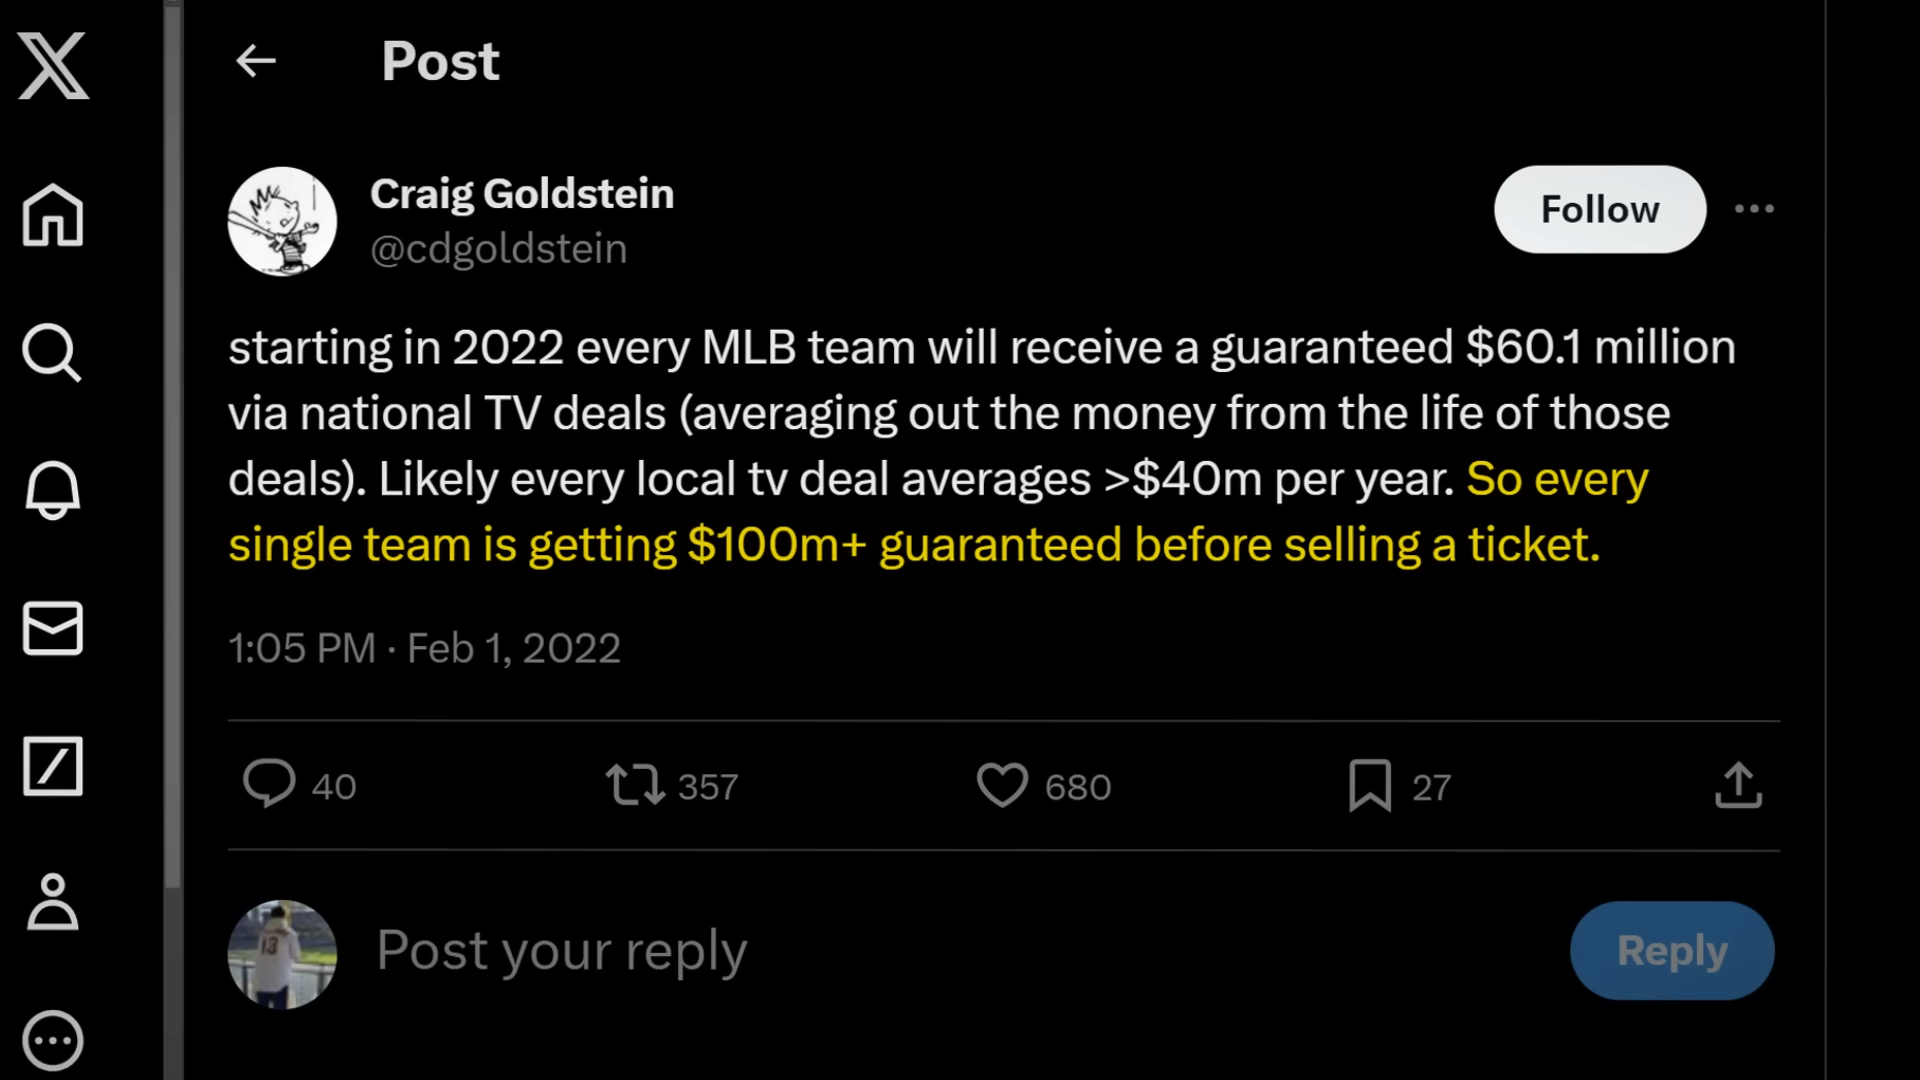 Post
Craig Goldstein
@cdgoldstein
Follow
starting in 2022 every MLB team will receive a guaranteed $60.1 million
via national TV deals (averaging out the money from the life of those
deals). Likely every local tv deal averages >$40m per year. So every
single team is getting $100m+ guaranteed before selling a ticket.
1:05 PM · Feb 1, 2022
40 357 680 27
13
Post your reply
Reply